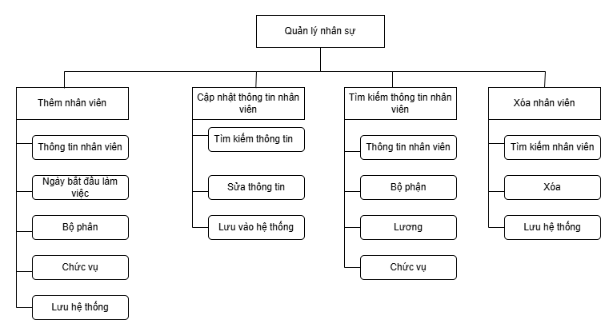 Quản lý nhân sự
Thêm nhân viên
Thông tin nhân viên
Ngày bắt đầu làm
việc
Bộ phân
Chức vụ
Lưu hệ thống
Cập nhật thông tin nhân
viên
Tìm kiếm thông tin
Sửa thông tin
Lưu vào hệ thống
Tìm kiếm thông tin nhân
viên
Thông tin nhân viên
Bộ phận
Lương
Chức vụ
Xóa nhân viên
Tìm kiếm nhân viên
Xóa
Lưu hệ thống